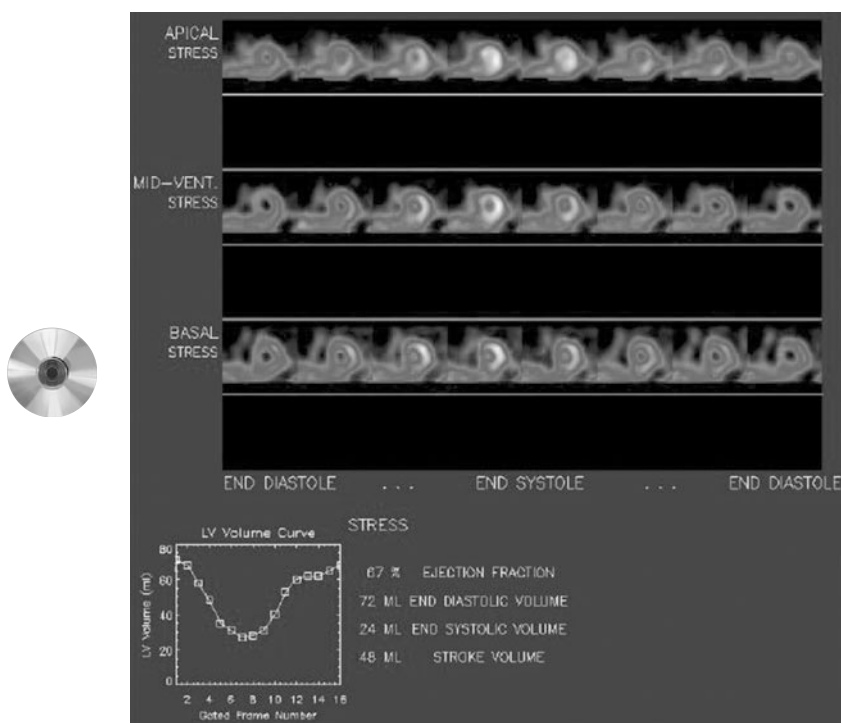 APICAL
STRESS
MID-VENT.
STRESS
BASAL
STRESS
END DIASTOLE ... END SYSTOLE ... END DIASTOLE
STRESS
LV Volume Curve
67 % EJECTION FRACTION
72 ML END DIASTOLIC VOLUME
24 ML END SYSTOLIC VOLUME
48 ML STROKE VOLUME
LV Volume (ml)
80
60
40
20
0
2 4 6 8 10 12 14 16
Gated Frame Number